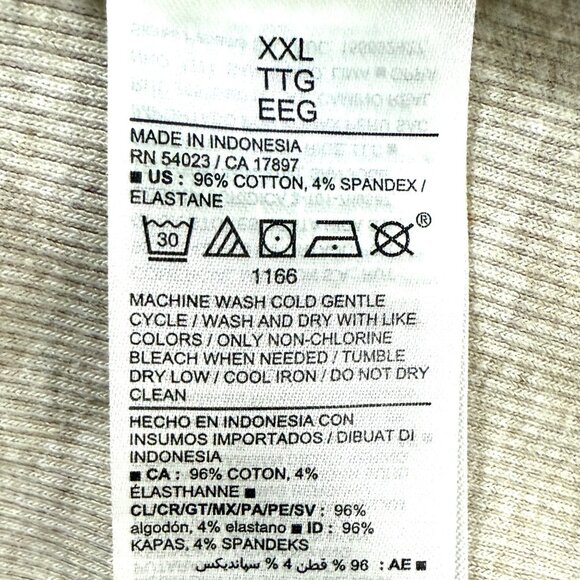 XXL
TTG
EEG
MADE IN INDONESIA
RN 54023 / CA 17897
■ US : 96% COTTON, 4% SPANDEX /
ELASTANE
30
®
1166
MACHINE WASH COLD GENTLE
CYCLE / WASH AND DRY WITH LIKE
COLORS / ONLY NON-CHLORINE
BLEACH WHEN NEEDED / TUMBLE
DRY LOW / COOL IRON / DO NOT DRY
CLEAN
HECHO EN INDONESIA CON
INSUMOS IMPORTADOS / DIBUAT DI
INDONESIA
■ CA : 96% COTON, 4%
ÉLASTHANNE ■
CL/CR/GT/MX/PA/PE/SV : 96%
algodón, 4% elastano ■ ID : 96%
KAPAS, 4% SPANDEKS
■ AE : 96 % قطن 4 % سبانديكس